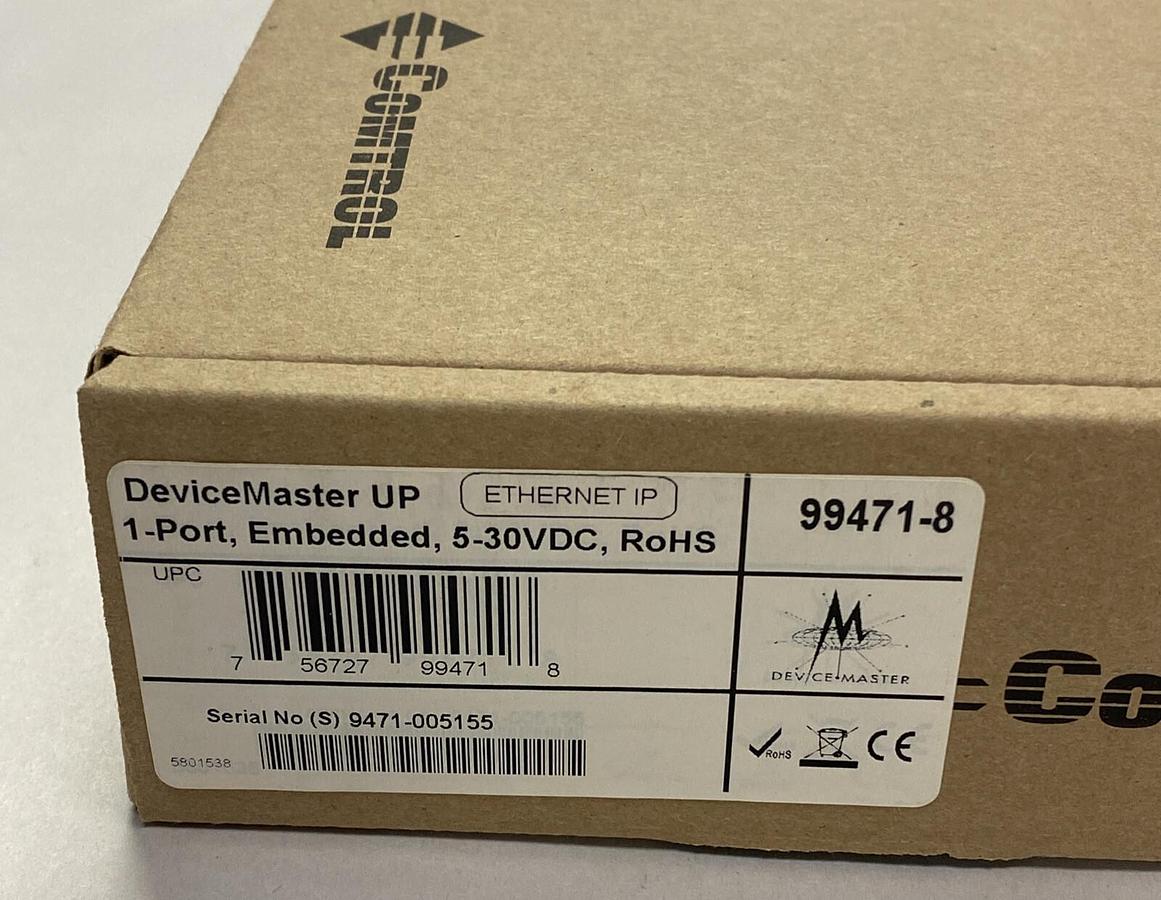 COMTROL
DeviceMaster UP
ETHERNET IP
1-Port, Embedded, 5-30VDC, RoHS
99471-8
UPC
7 56727 99471 8
DEVICE MASTER
Serial No (S) 9471-005155
5801538
RoHS
CE
Co